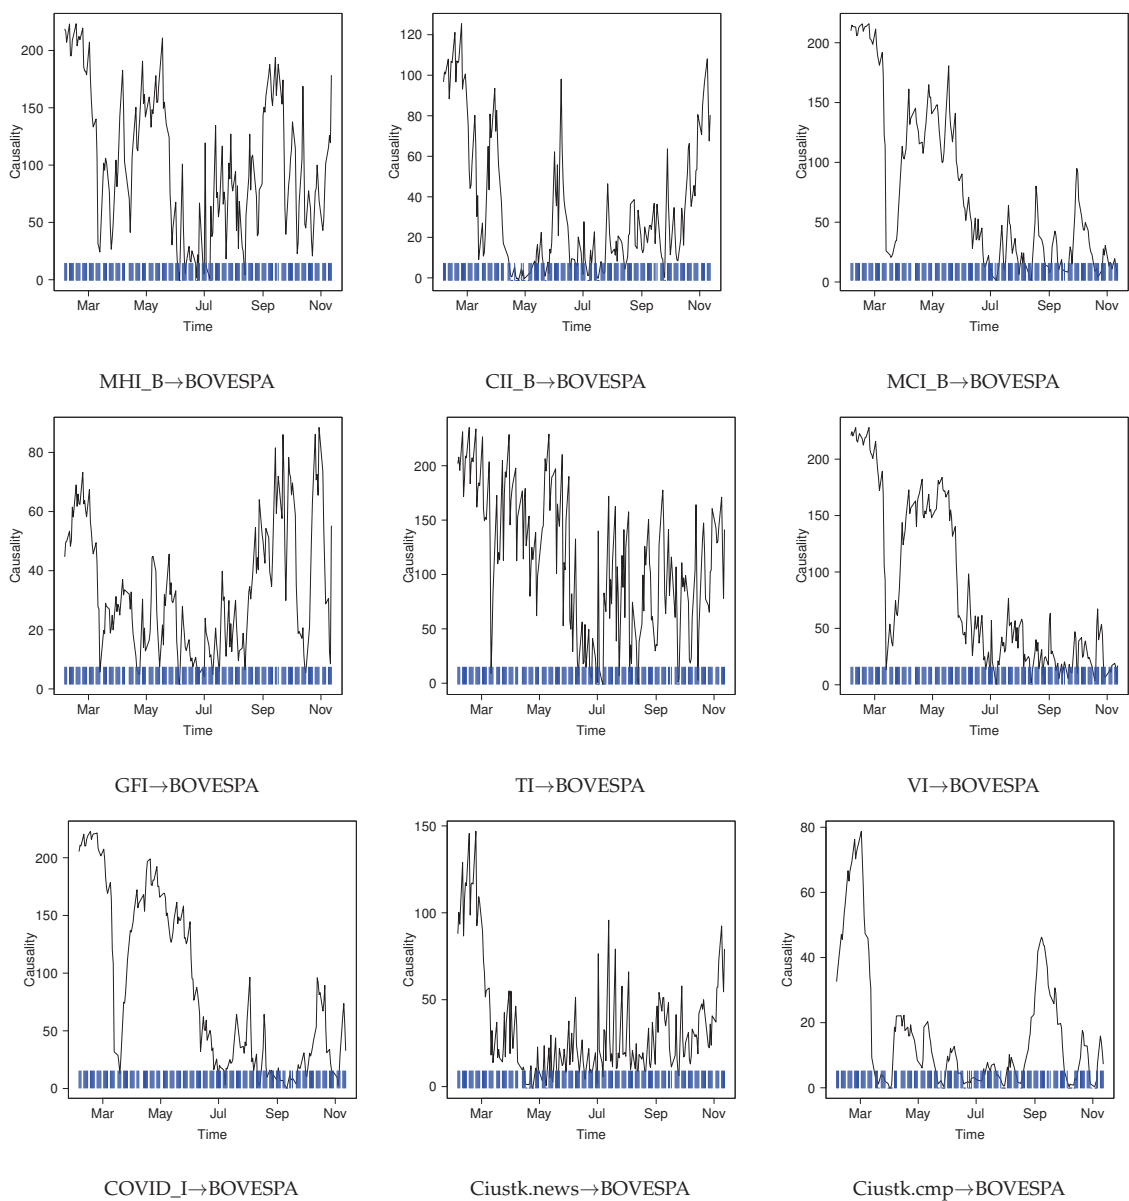 200
150
100
50
0
Causality
Mar May Jul Sep Nov
Time
MHI_B→BOVESPA
120
100
80
60
40
20
0
Causality
Mar May Jul Sep Nov
Time
CII_B→BOVESPA
200
150
100
50
0
Causality
Mar May Jul Sep Nov
Time
MCI_B→BOVESPA
80
60
40
20
0
Causality
Mar May Jul Sep Nov
Time
GFI→BOVESPA
200
150
100
50
0
Causality
Mar May Jul Sep Nov
Time
TI→BOVESPA
200
150
100
50
0
Causality
Mar May Jul Sep Nov
Time
VI→BOVESPA
200
150
100
50
0
Causality
Mar May Jul Sep Nov
Time
COVID_I→BOVESPA
150
100
50
0
Causality
Mar May Jul Sep Nov
Time
Ciustk.news→BOVESPA
80
60
40
20
0
Causality
Mar May Jul Sep Nov
Time
Ciustk.cmp→BOVESPA